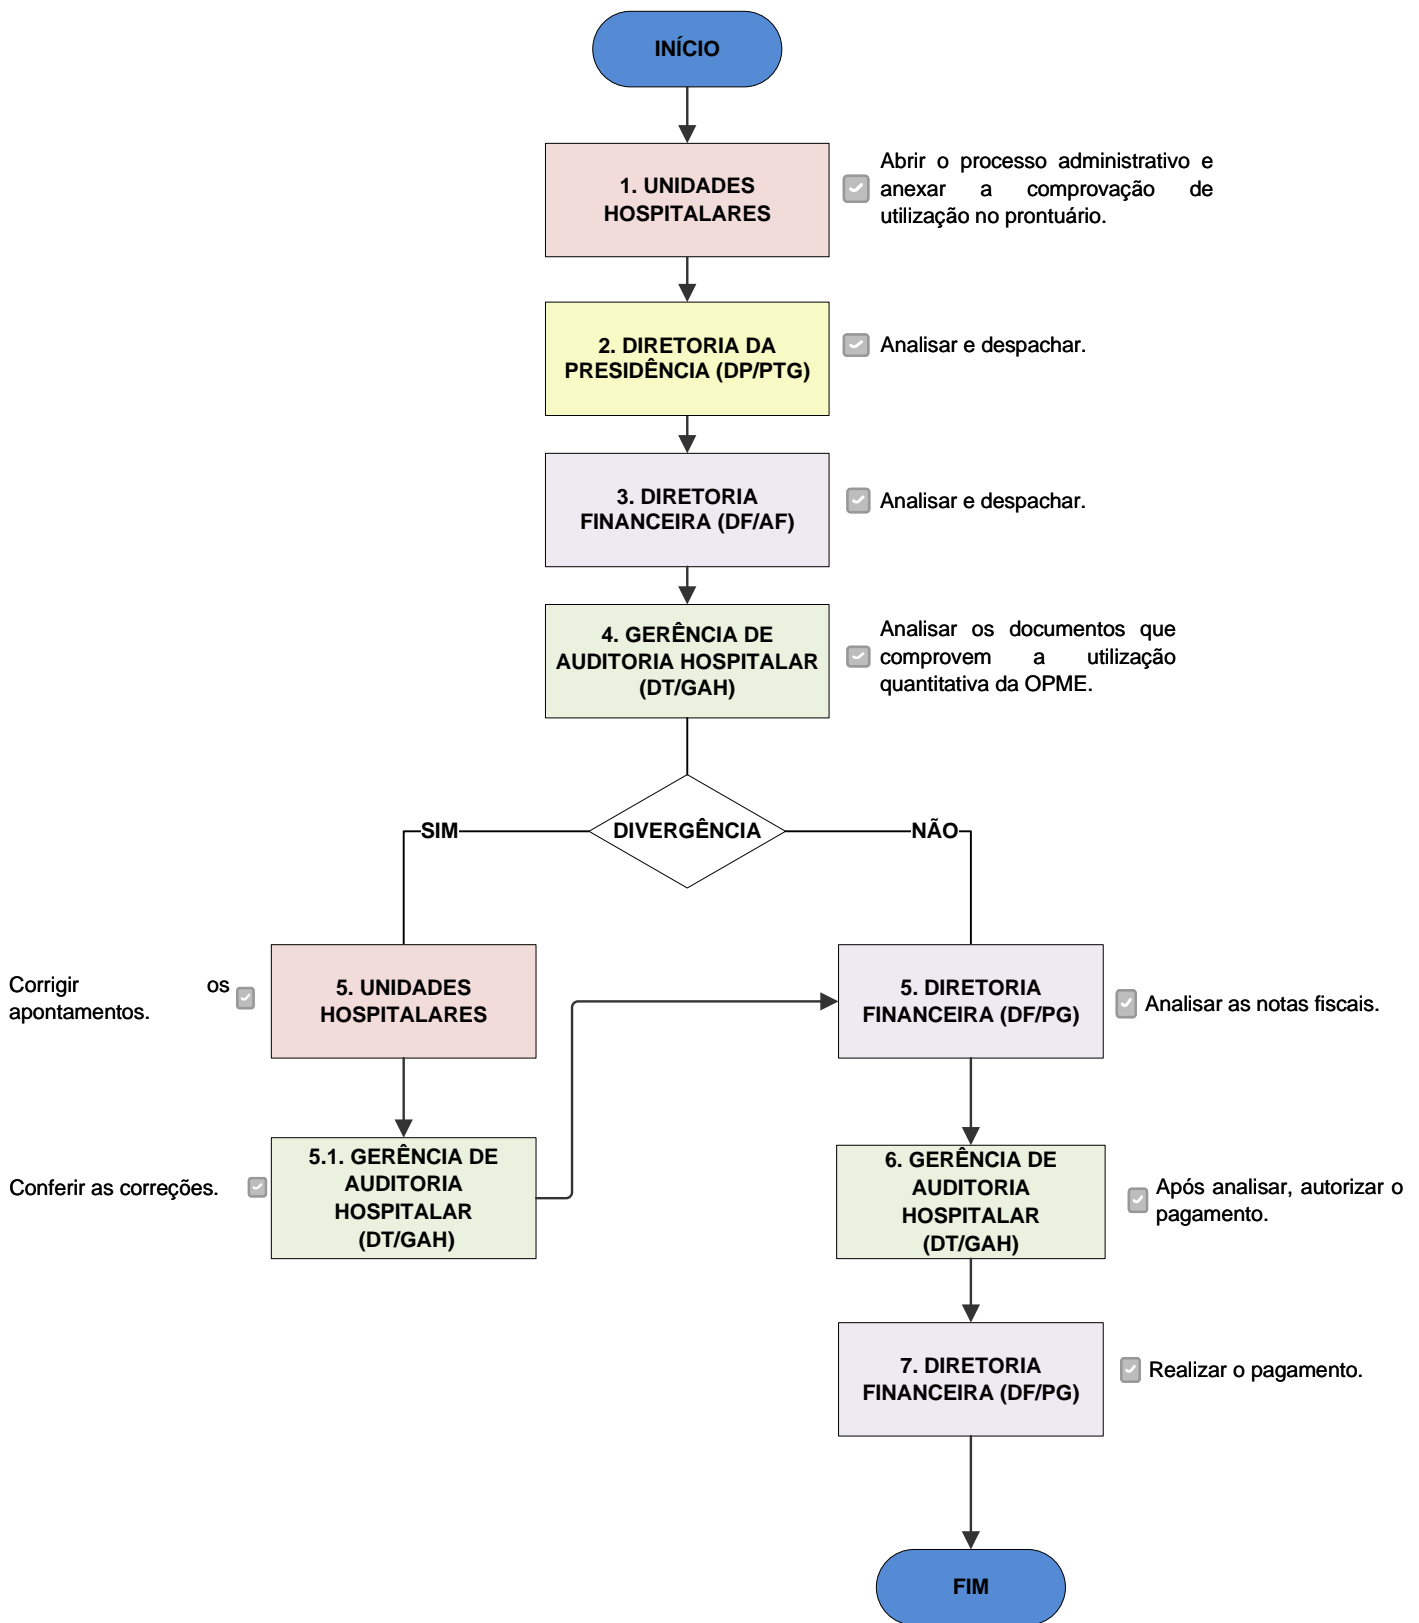 INÍCIO
1. UNIDADES
HOSPITALARES
Abrir o processo administrativo e
anexar a comprovação de
utilização no prontuário.
2. DIRETORIA DA
PRESIDÊNCIA (DP/PTG)
Analisar e despachar.
3. DIRETORIA
FINANCEIRA (DF/AF)
Analisar e despachar.
4. GERÊNCIA DE
AUDITORIA HOSPITALAR
(DT/GAH)
Analisar os documentos que
comprovem a utilização
quantitativa da OPME.
DIVERGÊNCIA
SIM
NÃO
Corrigir os
apontamentos.
5. UNIDADES
HOSPITALARES
5. DIRETORIA
FINANCEIRA (DF/PG)
Analisar as notas fiscais.
Conferir as correções.
5.1. GERÊNCIA DE
AUDITORIA
HOSPITALAR
(DT/GAH)
6. GERÊNCIA DE
AUDITORIA
HOSPITALAR
(DT/GAH)
Após analisar, autorizar o
pagamento.
7. DIRETORIA
FINANCEIRA (DF/PG)
Realizar o pagamento.
FIM